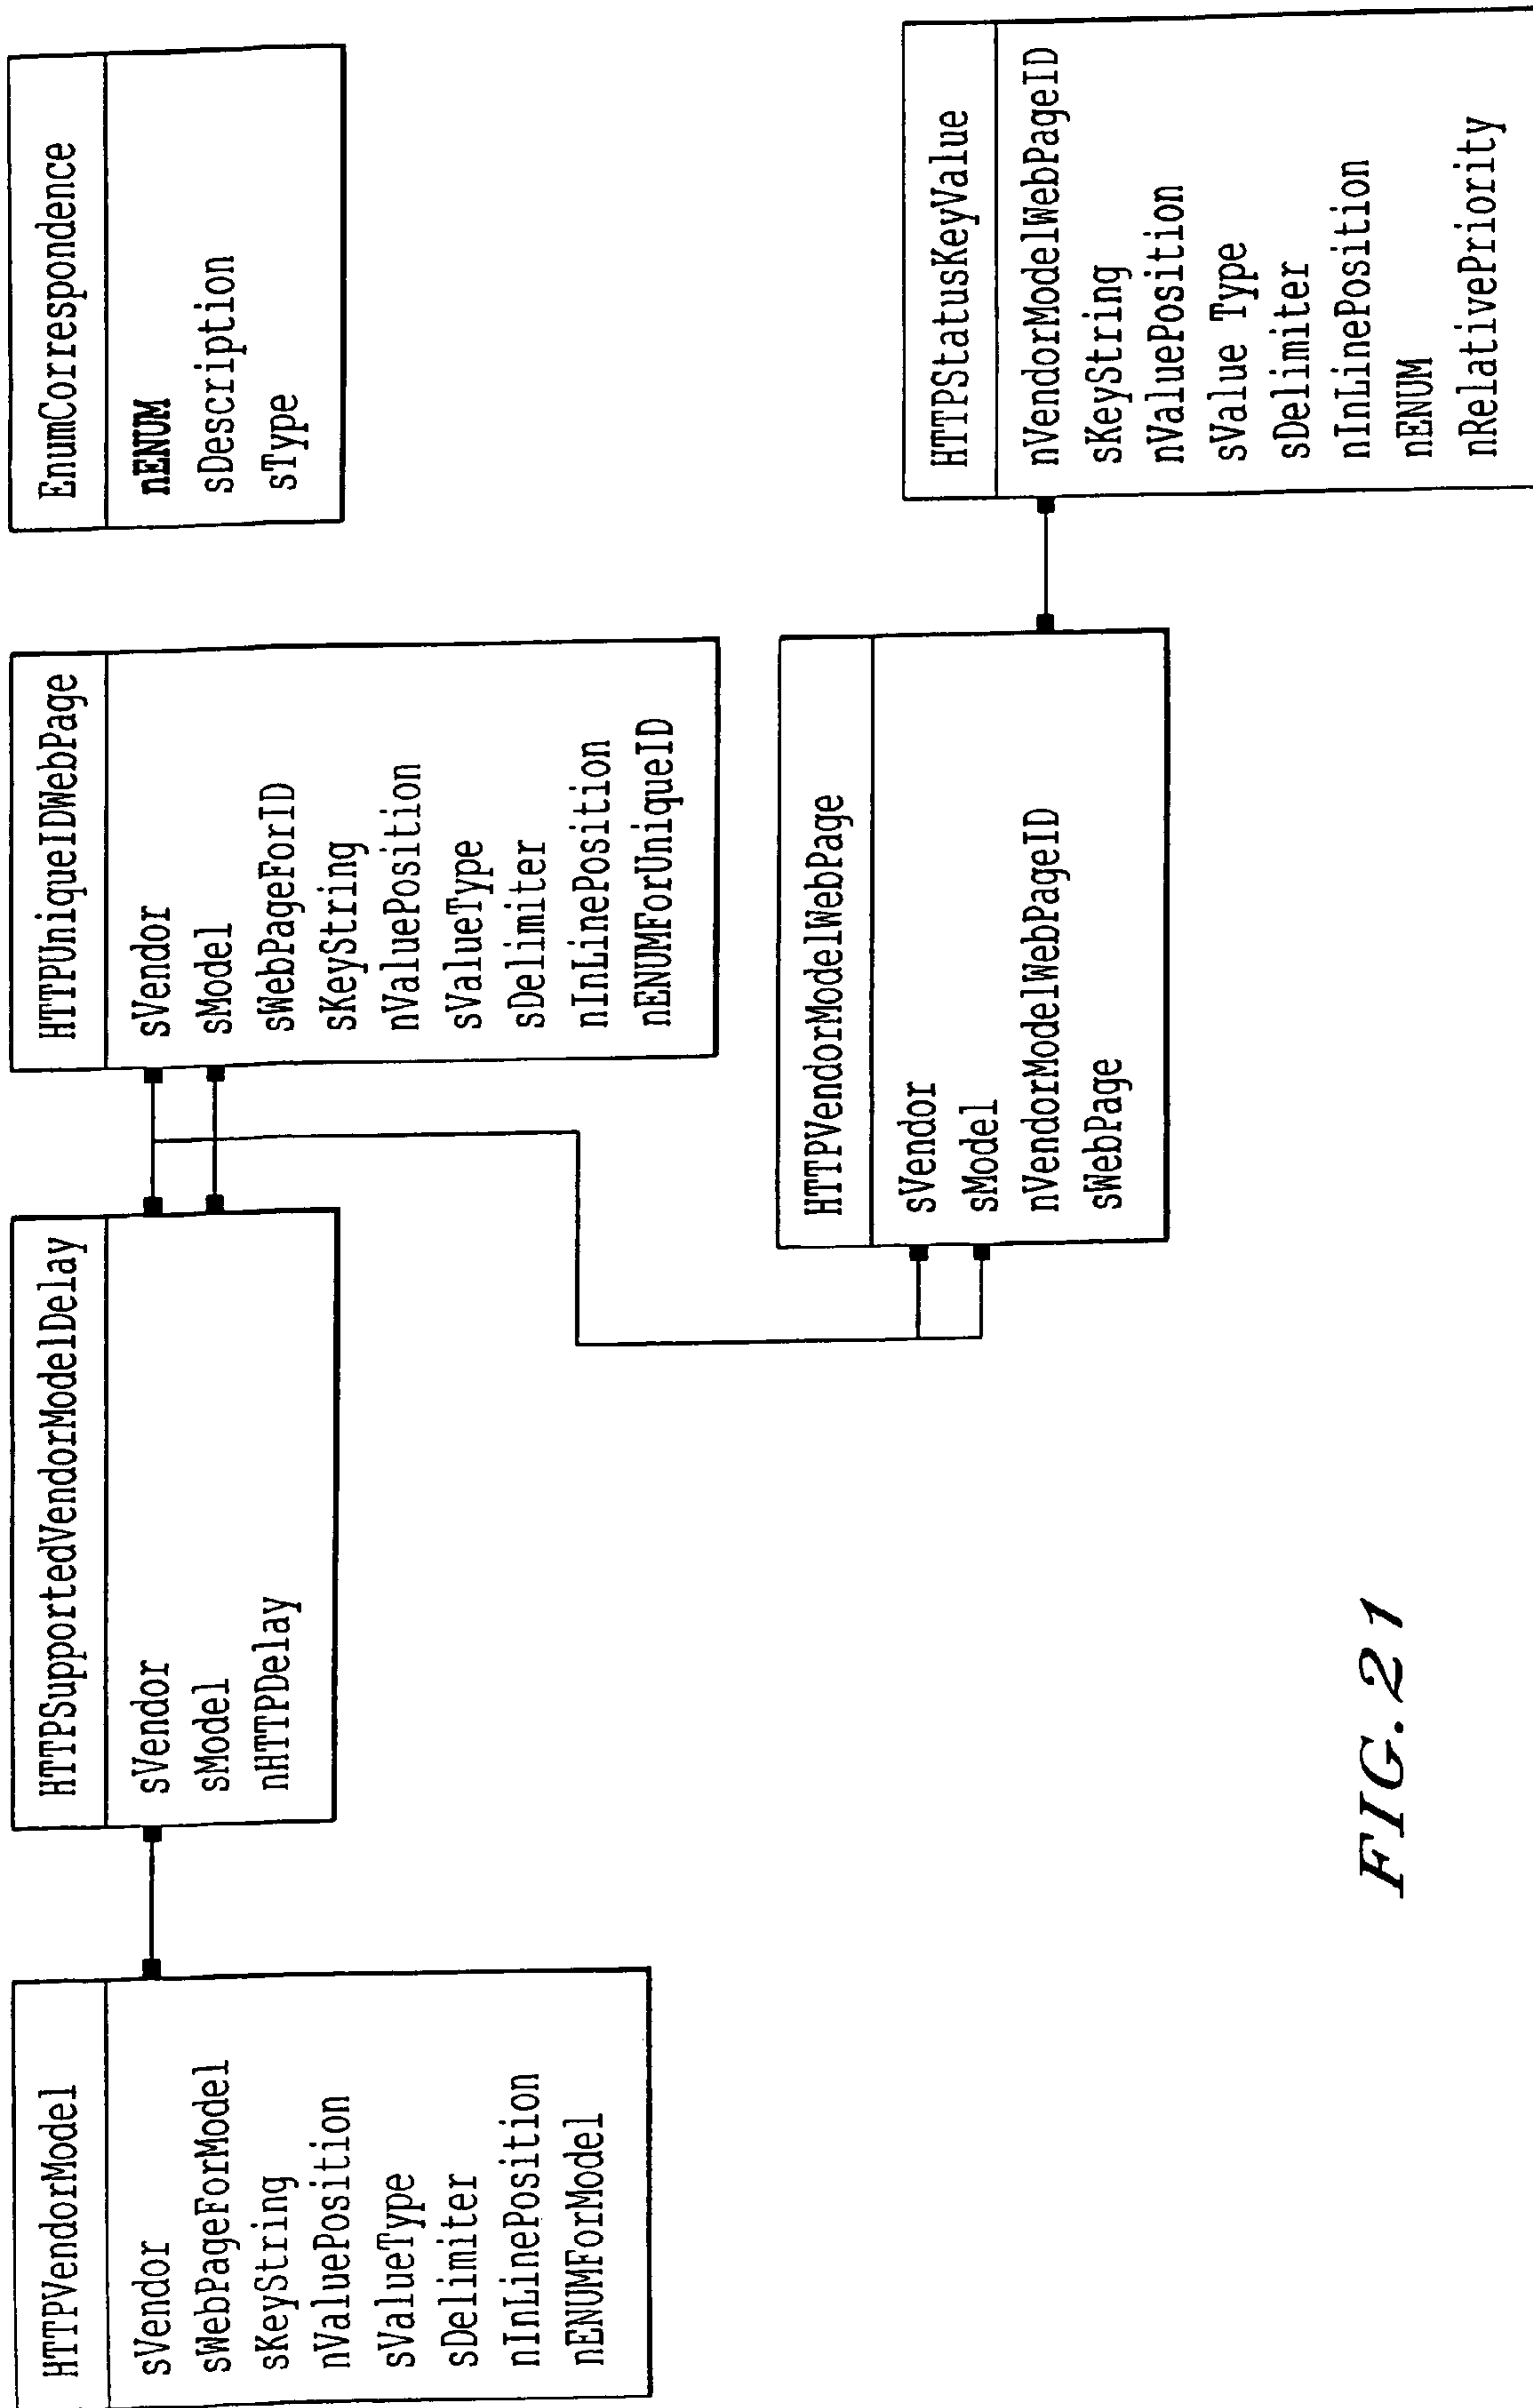 HTTPVendorModel
sVendor
sWebPageForModel
sKeyString
nValuePosition
sValueType
sDelimiter
nInLinePosition
nENUMForModel
HTTPSupportedVendorModelDelay
sVendor
sModel
nHTTPDelay
HTTPUniqueIDWebPage
sVendor
sModel
sWebPageForID
sKeyString
nValuePosition
sValueType
sDelimiter
nInLinePosition
nENUMForUniqueID
EnumCorrespondence
nENUM
sDescription
sType
HTTPVendorModelWebPage
sVendor
sModel
nVendorModelWebPageID
sWebPage
HTTPStatusKeyValue
nVendorModelWebPageID
sKeyString
nValuePosition
sValue Type
sDelimiter
nInLinePosition
nENUM
nRelativePriority
FIG. 21